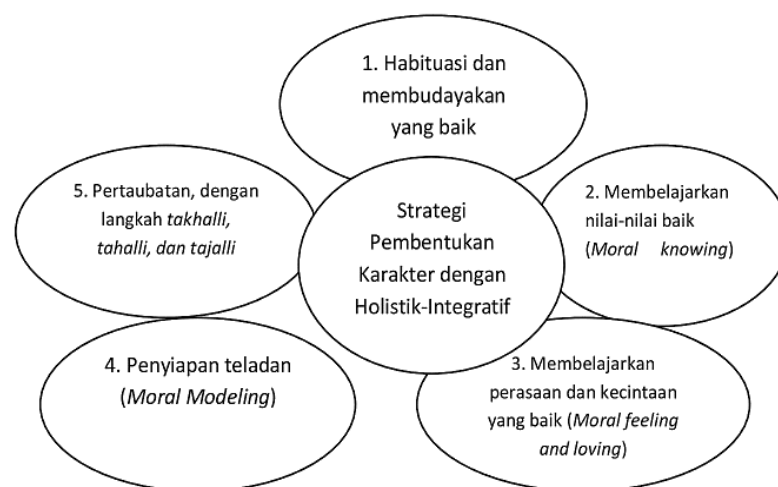 1. Habituasi dan
membudayakan
yang baik
2. Membelajarkan
nilai-nilai baik
(Moral knowing)
3. Membelajarkan
perasaan dan kecintaan
yang baik (Moral feeling
and loving)
4. Penyiapan teladan
(Moral Modeling)
5. Pertaubatan, dengan
langkah takhalli,
tahalli, dan tajalli
Strategi
Pembentukan
Karakter dengan
Holistik-Integratif